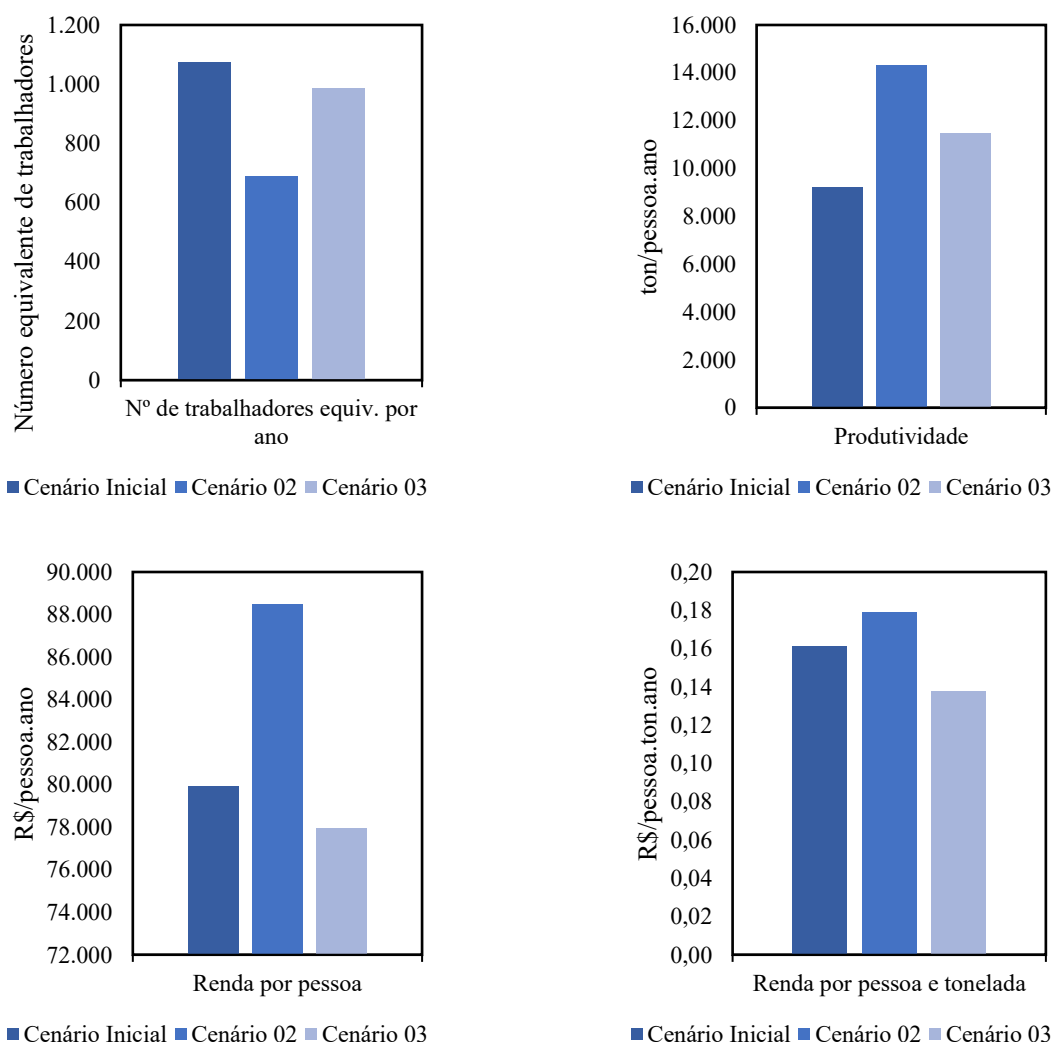 Número equivalente de trabalhadores
1.200
1.000
800
600
400
200
0
Nº de trabalhadores equiv. por
ano
Cenário Inicial Cenário 02 Cenário 03
ton/pessoa.ano
16.000
14.000
12.000
10.000
8.000
6.000
4.000
2.000
0
Produtividade
Cenário Inicial Cenário 02 Cenário 03
R$/pessoa.ano
90.000
88.000
86.000
84.000
82.000
80.000
78.000
76.000
74.000
72.000
Renda por pessoa
Cenário Inicial Cenário 02 Cenário 03
R$/pessoa.ton.ano
0,20
0,18
0,16
0,14
0,12
0,10
0,08
0,06
0,04
0,02
0,00
Renda por pessoa e tonelada
Cenário Inicial Cenário 02 Cenário 03